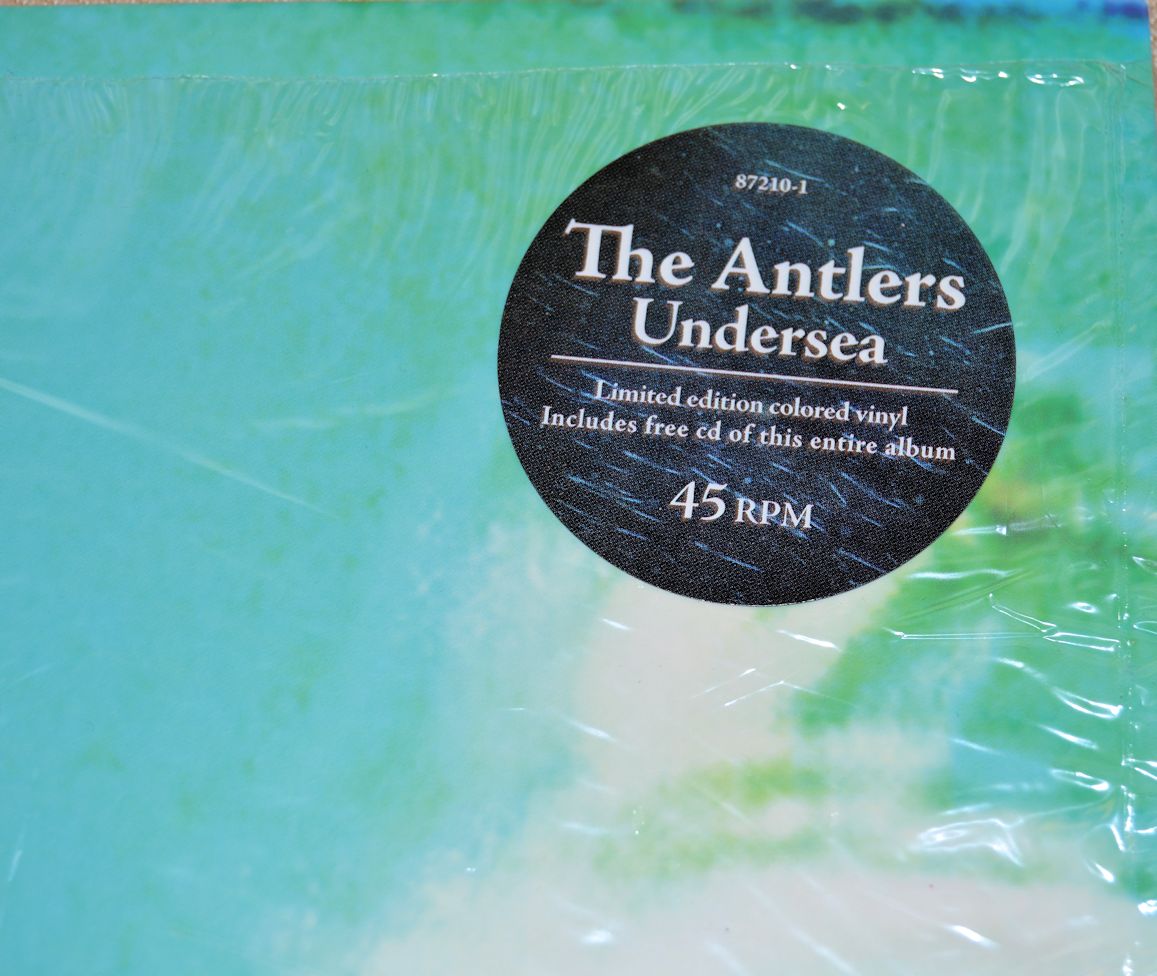 87210-1
The Antlers
Undersea
Limited edition colored vinyl
Includes free cd of this entire album
45 RPM